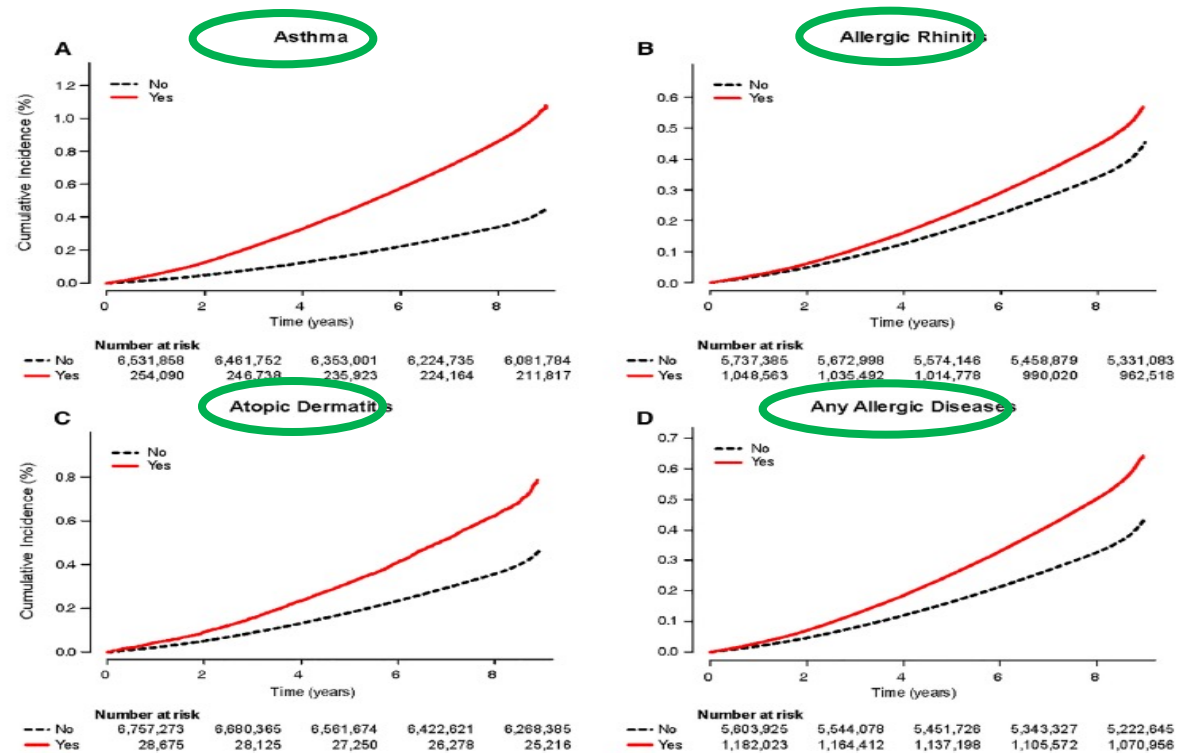 A Asthma
No
Yes
Cumulative Incidence (%)
1.2
1.0
0.8
0.6
0.4
0.2
0.0
0 2 4 6 8
Time (years)
Number at risk
No 6,531,858 6,461,752 6,353,001 6,224,735 6,081,784
Yes 254,090 246,738 235,923 224,164 211,817
B Allergic Rhinitis
No
Yes
0.6
0.5
0.4
0.3
0.2
0.1
0.0
0 2 4 6 8
Time (years)
Number at risk
No 5,737,385 5,672,998 5,574,146 5,458,879 5,331,083
Yes 1,048,563 1,035,492 1,014,778 990,020 962,518
C Atopic Dermatitis
No
Yes
Cumulative Incidence (%)
0.8
0.6
0.4
0.2
0.0
0 2 4 6 8
Time (years)
Number at risk
No 6,757,273 6,680,365 6,561,674 6,422,621 6,268,385
Yes 28,675 28,125 27,250 26,278 25,216
D Any Allergic Diseases
No
Yes
0.7
0.6
0.5
0.4
0.3
0.2
0.1
0.0
0 2 4 6 8
Time (years)
Number at risk
No 5,603,925 5,544,078 5,451,726 5,343,327 5,222,645
Yes 1,182,023 1,164,412 1,137,198 1,105,572 1,070,956